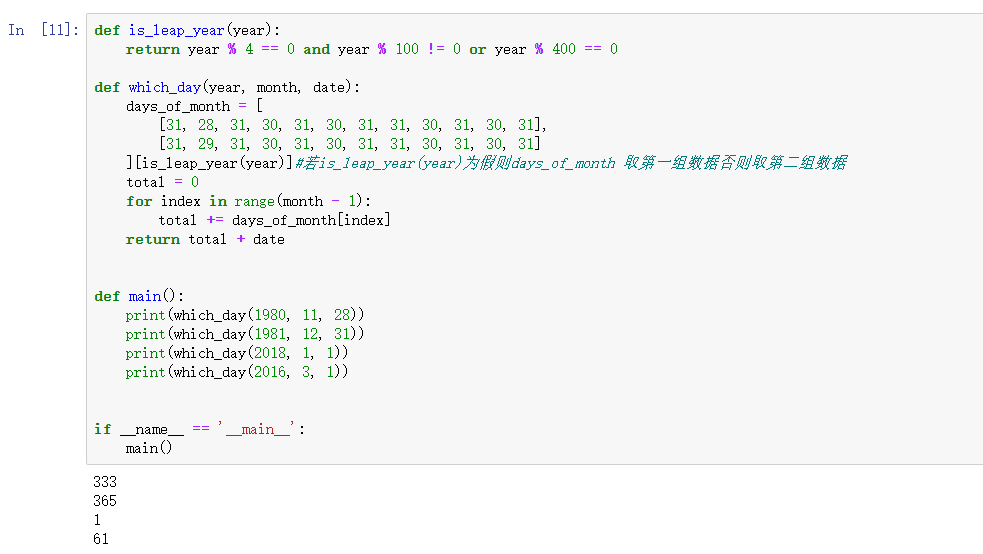 In [11]:
def is_leap_year(year):
    return year % 4 == 0 and year % 100 != 0 or year % 400 == 0

def which_day(year, month, date):
    days_of_month = [
        [31, 28, 31, 30, 31, 30, 31, 31, 30, 31, 30, 31],
        [31, 29, 31, 30, 31, 30, 31, 31, 30, 31, 30, 31]
    ][is_leap_year(year)]#若is_leap_year(year)为假则days_of_month 取第一组数据否则取第二组数据
    total = 0
    for index in range(month - 1):
        total += days_of_month[index]
    return total + date

def main():
    print(which_day(1980, 11, 28))
    print(which_day(1981, 12, 31))
    print(which_day(2018, 1, 1))
    print(which_day(2016, 3, 1))

if __name__ == '__main__':
    main()
333
365
1
61